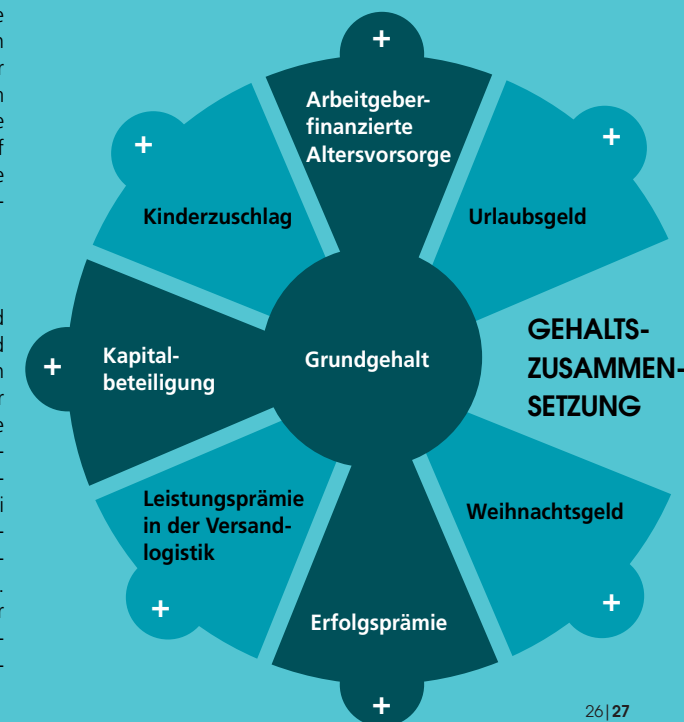 +
Arbeitgeber-
finanzierte
Altersvorsorge
+
Kinderzuschlag
+
Urlaubsgeld
+
Kapital-
beteiligung
Grundgehalt
GEHALTS-
ZUSAMMEN-
SETZUNG
Leistungsprämie
in der Versand-
logistik
+
Weihnachtsgeld
+
Erfolgsprämie
+
26|27